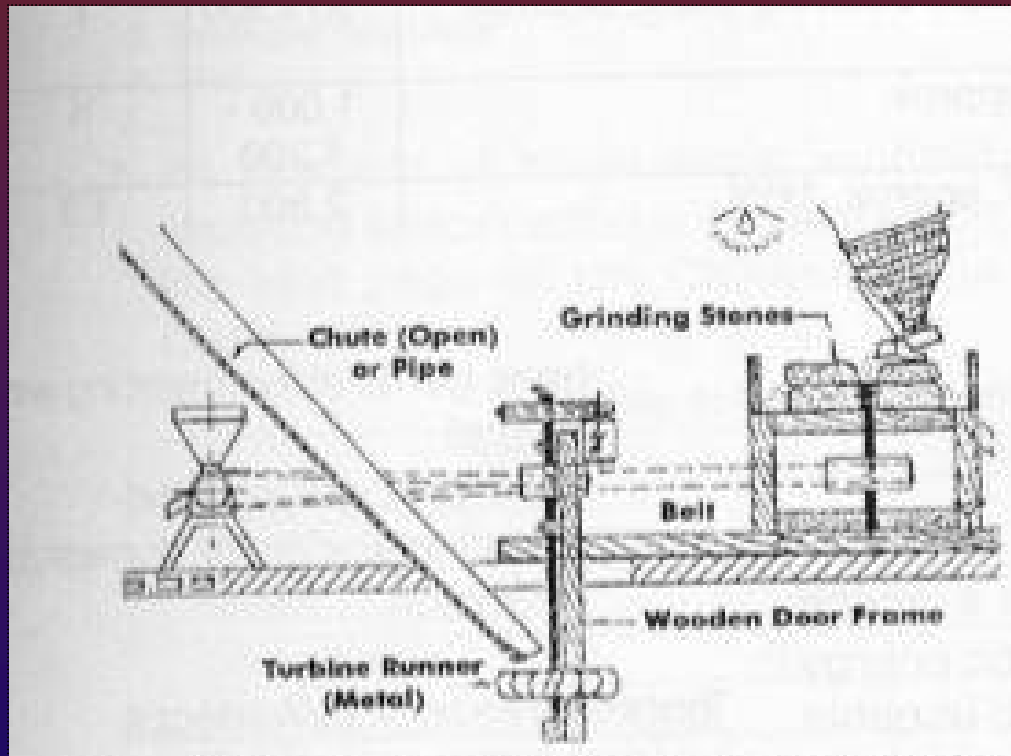 Grinding Stones
Chute (Open)
or Pipe
Belt
Wooden Door Frame
Turbine Runner
(Metal)